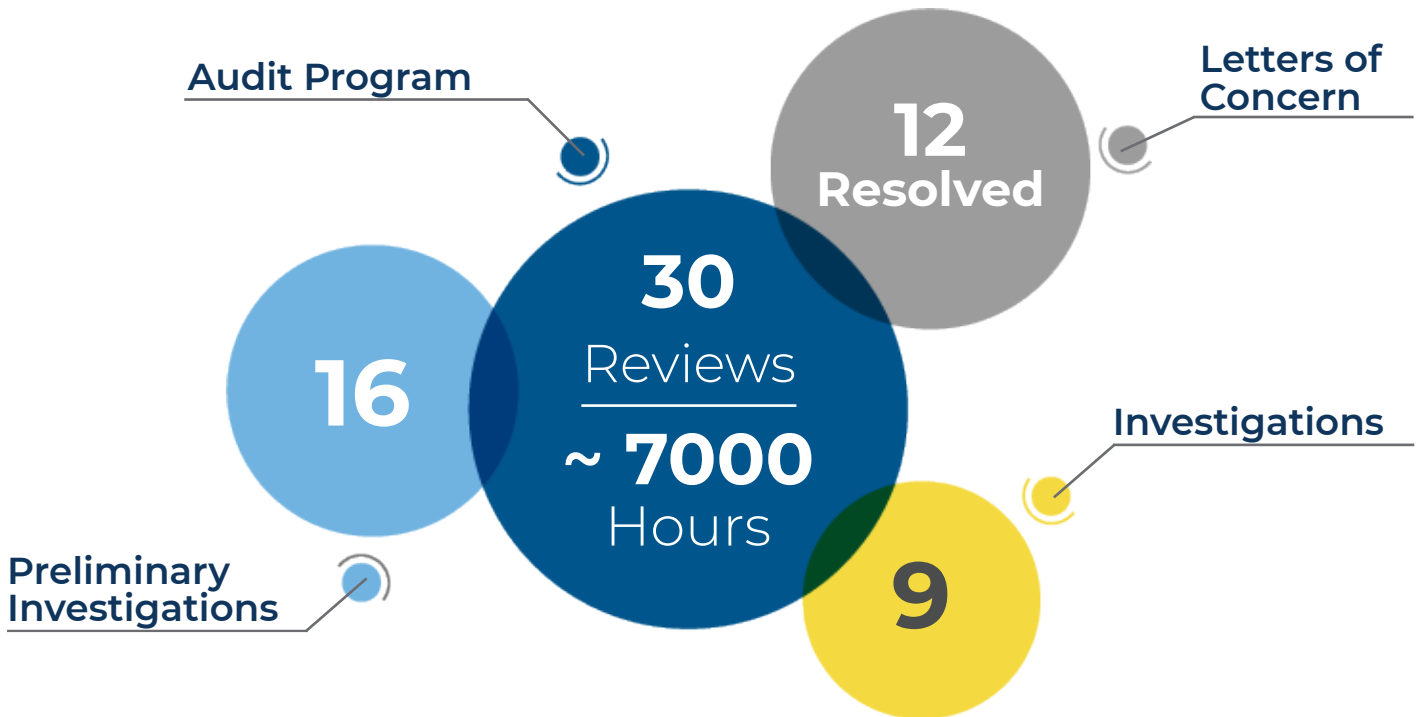 Audit Program
Letters of
Concern
12
Resolved
30
Reviews
~ 7000
Hours
16
Investigations
9
Preliminary
Investigations